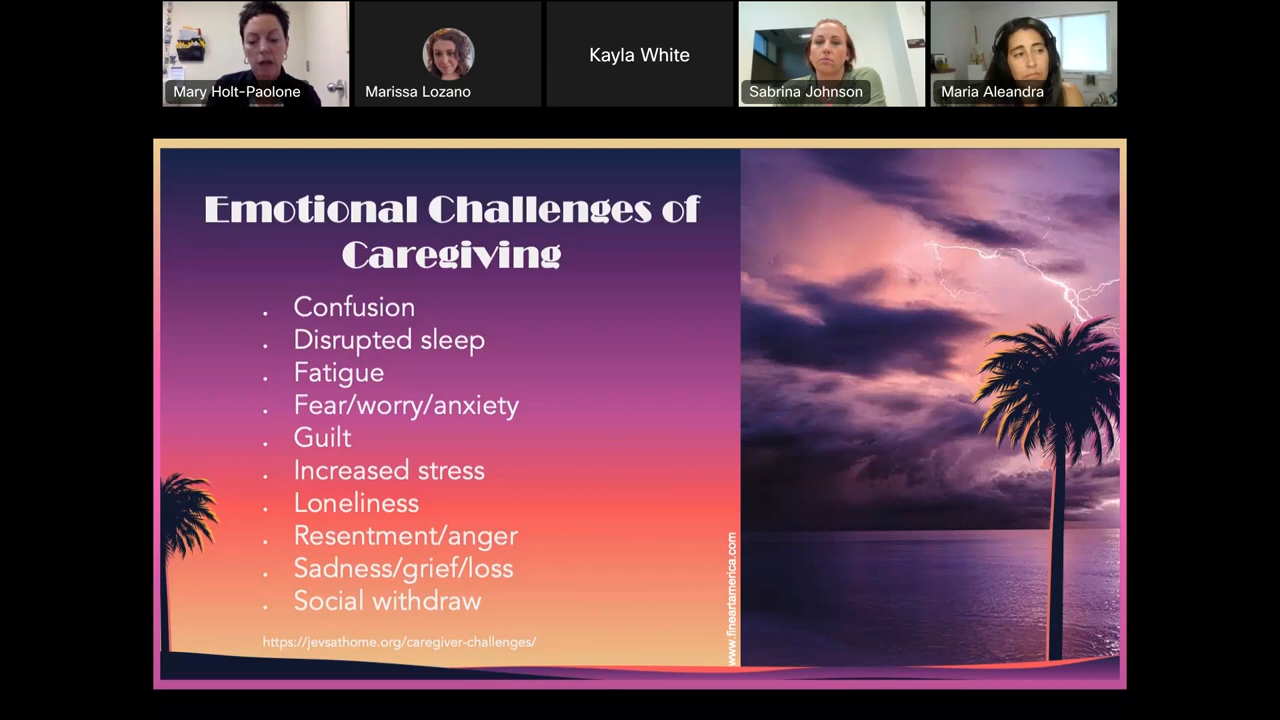 Mary Holt-Paolone
Marissa Lozano
Kayla White
Sabrina Johnson
Maria Aleandra
Emotional Challenges of
Caregiving
. Confusion
. Disrupted sleep
. Fatigue
. Fear/worry/anxiety
. Guilt
. Increased stress
. Loneliness
. Resentment/anger
. Sadness/grief/loss
. Social withdraw
https://jevsathome.org/caregiver-challenges/
www.fineartamerica.com